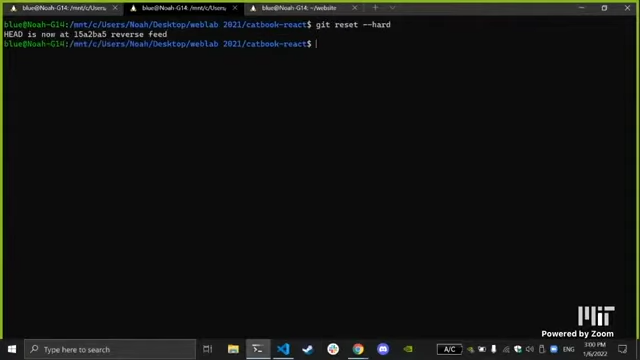 blue@Noah-G14: /mnt/c/Users/
blue@Noah-G14: /mnt/c/Users,
blue@Noah-G14: ~/website
blue@Noah-G14:/mnt/c/Users/Noah/Desktop/weblab 2021/catbook-react$ git reset --hard
HEAD is now at 15a2ba5 reverse feed
blue@Noah-G14:/mnt/c/Users/Noah/Desktop/weblab 2021/catbook-react$
MIT
Powered by Zoom
Type here to search
A/C
ENG
3:00 PM
1/6/2022